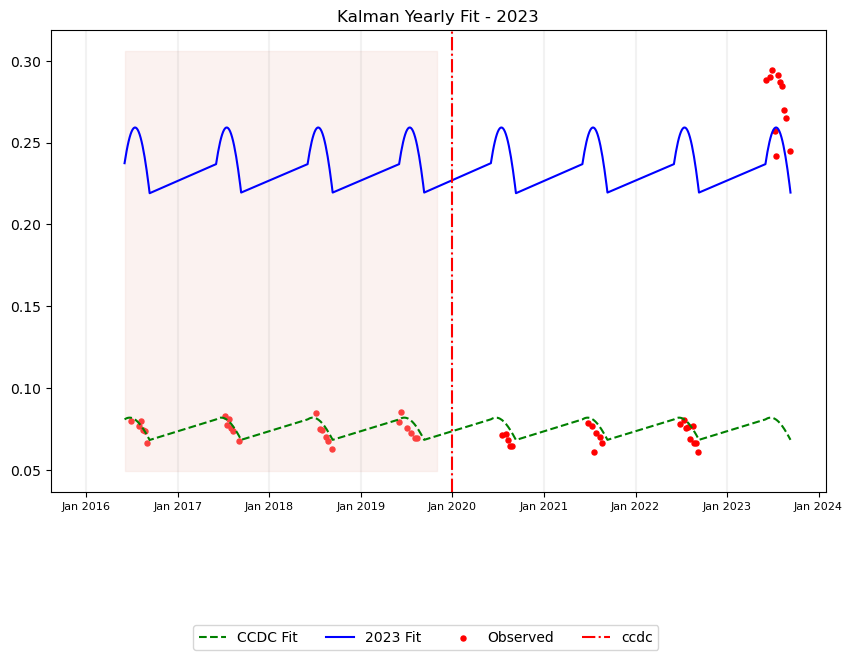 Kalman Yearly Fit - 2023
0.30
0.25
0.20
0.15
0.10
0.05
Jan 2016 Jan 2017 Jan 2018 Jan 2019 Jan 2020 Jan 2021 Jan 2022 Jan 2023 Jan 2024
CCDC Fit 2023 Fit Observed ccdc